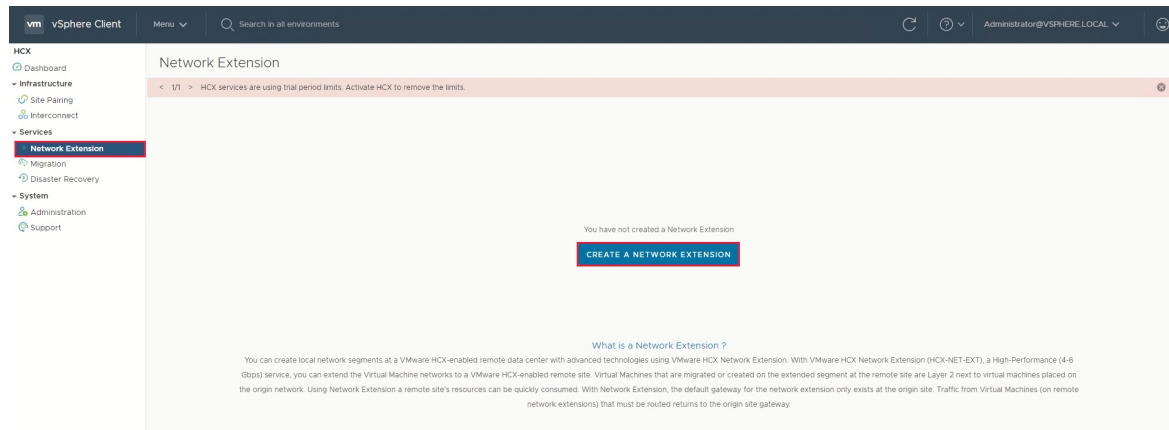 vm vSphere Client Menu Search in all environments Administrator@VSPHERE.LOCAL
HCX
Dashboard
Infrastructure
Site Pairing
Interconnect
Services
Network Extension
Migration
Disaster Recovery
System
Administration
Support
Network Extension
< 1/1 > HCX services are using trial period limits. Activate HCX to remove the limits.
You have not created a Network Extension
CREATE A NETWORK EXTENSION
What is a Network Extension ?
You can create local network segments at a VMware HCX-enabled remote data center with advanced technologies using VMware HCX Network Extension. With VMware HCX Network Extension (HCX-NET-EXT), a High-Performance (4-6
Gbps) service, you can extend the Virtual Machine networks to a VMware HCX-enabled remote site. Virtual Machines that are migrated or created on the extended segment at the remote site are Layer 2 next to virtual machines placed on
the origin network. Using Network Extension a remote site's resources can be quickly consumed. With Network Extension, the default gateway for the network extension only exists at the origin site. Traffic from Virtual Machines (on remote
network extensions) that must be routed returns to the origin site gateway.